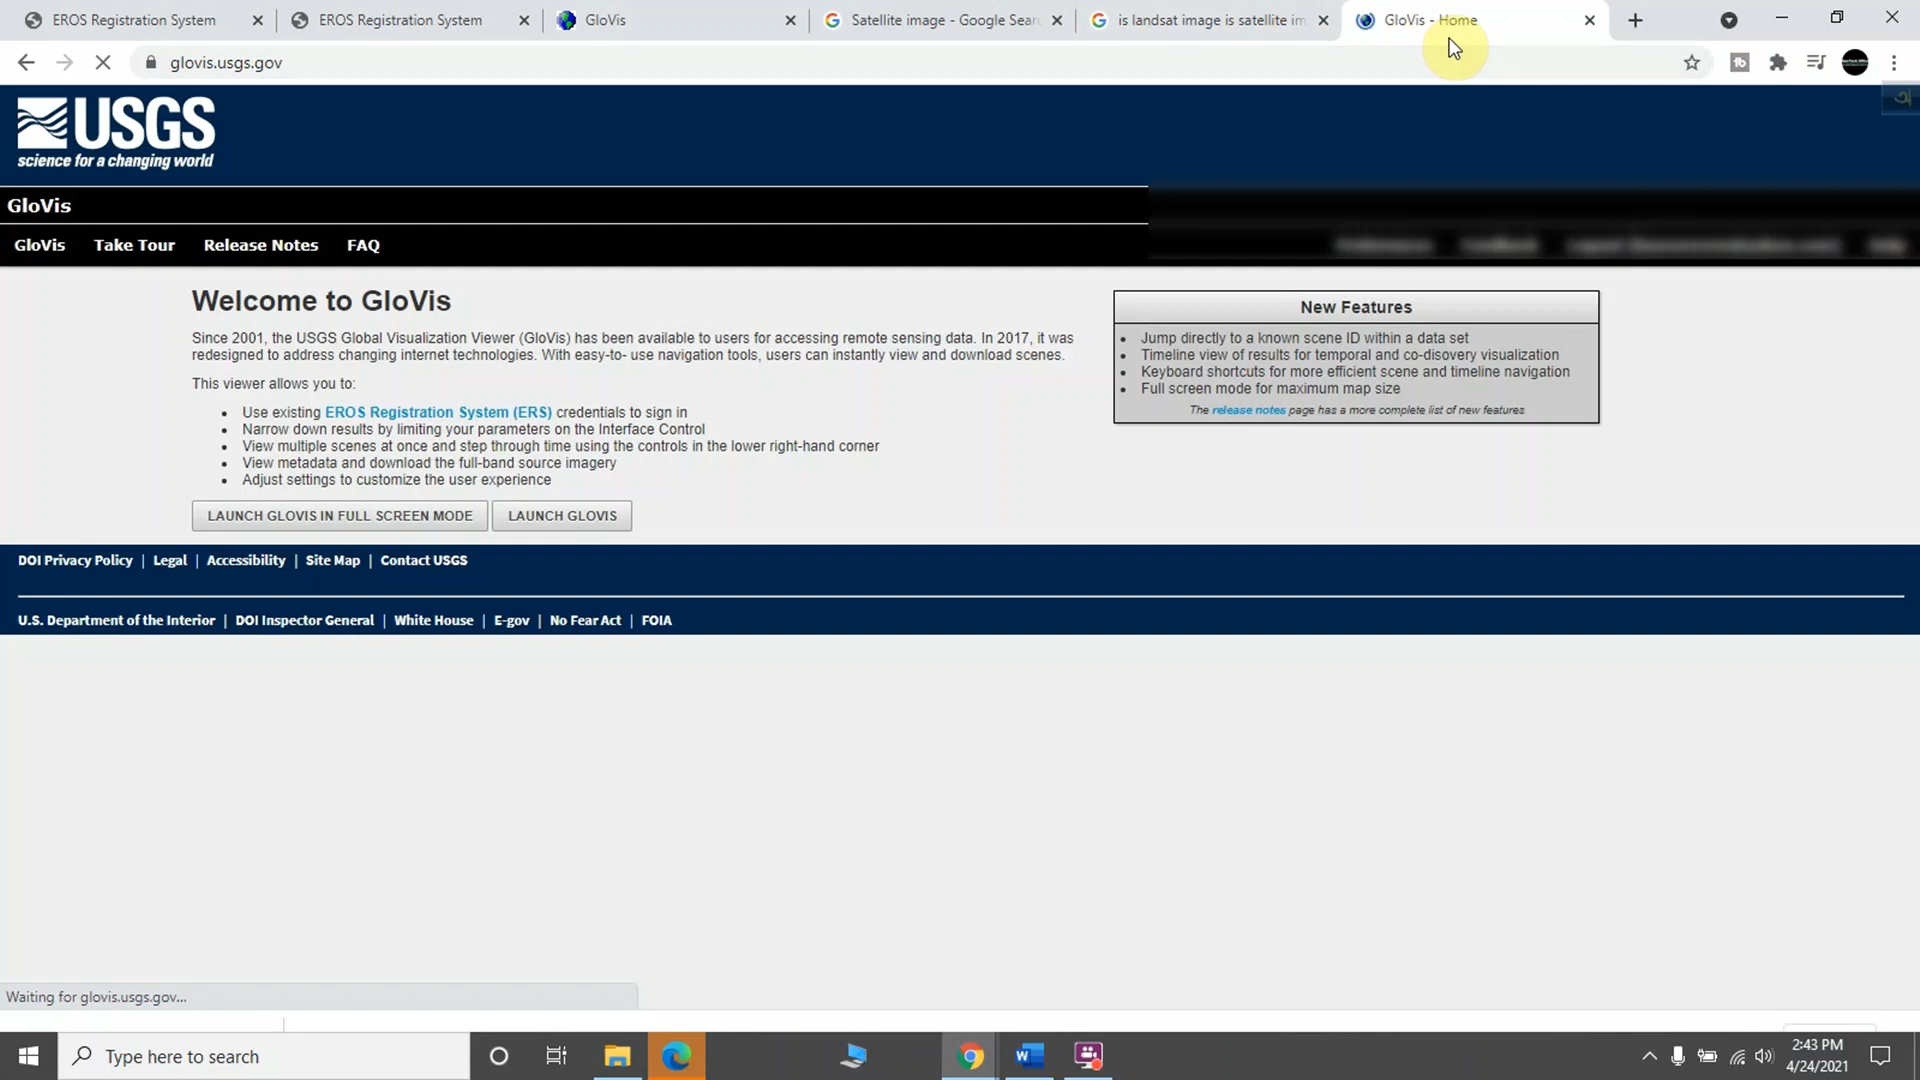 EROS Registration System
EROS Registration System
GloVis
Satellite image - Google Sear
is landsat image is satellite im
GloVis - Home
glovis.usgs.gov
USGS
science for a changing world
GloVis
GloVis Take Tour Release Notes FAQ
Welcome to GloVis
Since 2001, the USGS Global Visualization Viewer (GloVis) has been available to users for accessing remote sensing data. In 2017, it was
redesigned to address changing internet technologies. With easy-to- use navigation tools, users can instantly view and download scenes.
This viewer allows you to:
• Use existing EROS Registration System (ERS) credentials to sign in
• Narrow down results by limiting your parameters on the Interface Control
• View multiple scenes at once and step through time using the controls in the lower right-hand corner
• View metadata and download the full-band source imagery
• Adjust settings to customize the user experience
LAUNCH GLOVIS IN FULL SCREEN MODE LAUNCH GLOVIS
New Features
• Jump directly to a known scene ID within a data set
• Timeline view of results for temporal and co-disovery visualization
• Keyboard shortcuts for more efficient scene and timeline navigation
• Full screen mode for maximum map size
The release notes page has a more complete list of new features
DOI Privacy Policy | Legal | Accessibility | Site Map | Contact USGS
U.S. Department of the Interior | DOI Inspector General | White House | E-gov | No Fear Act | FOIA
Waiting for glovis.usgs.gov...
Type here to search
2:43 PM
4/24/2021